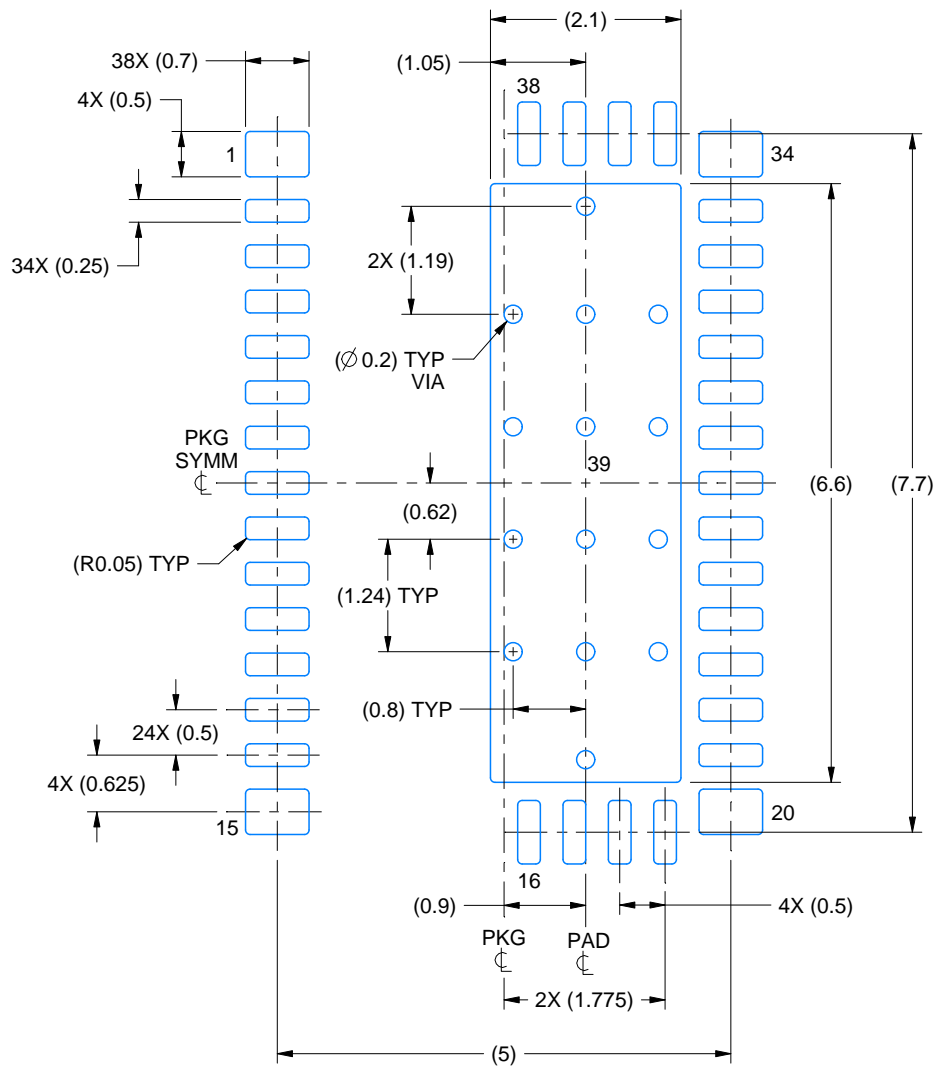 (2.1)
38X (0.7)
(1.05)
4X (0.5)
38
1
34
34X (0.25)
2X (1.19)
(∅ 0.2) TYP
VIA
PKG
SYMM
℄
39
(6.6)
(7.7)
(0.62)
(R0.05) TYP
(1.24) TYP
(0.8) TYP
24X (0.5)
4X (0.625)
15
20
16
(0.9)
4X (0.5)
PKG
℄
PAD
℄
2X (1.775)
(5)